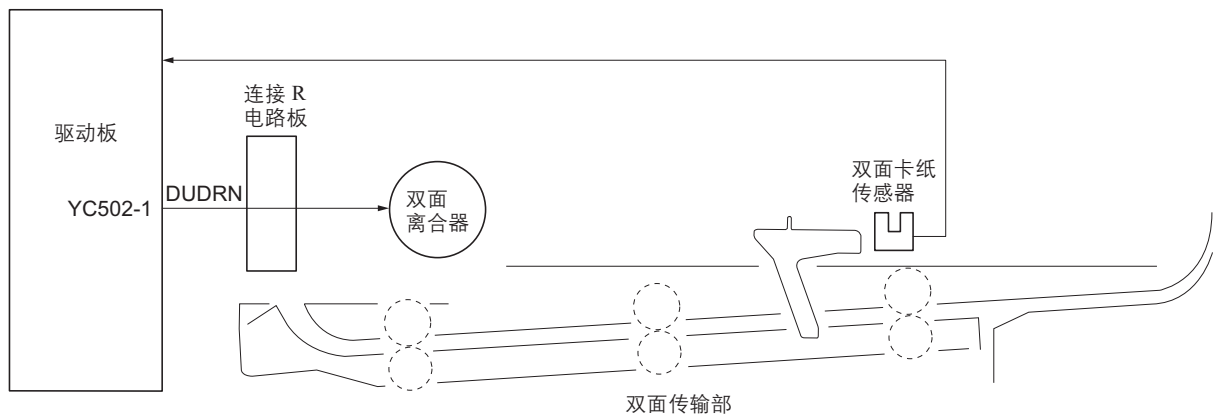 连接 R
电路板
驱动板
双面卡纸
传感器
DUDRN
YC502-1
双面
离合器
双面传输部